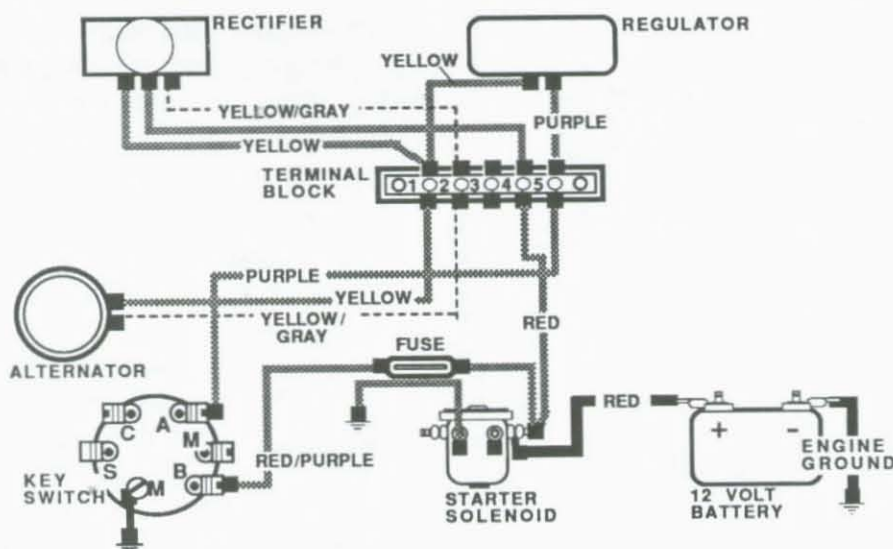 RECTIFIER
REGULATOR
YELLOW
YELLOW/GRAY
PURPLE
YELLOW
TERMINAL
BLOCK
1 2 3 4 5
PURPLE
YELLOW
YELLOW/
GRAY
RED
FUSE
ALTERNATOR
RED
C A
M
S
B
M
KEY
SWITCH
RED/PURPLE
STARTER
SOLENOID
+ -
ENGINE
GROUND
12 VOLT
BATTERY